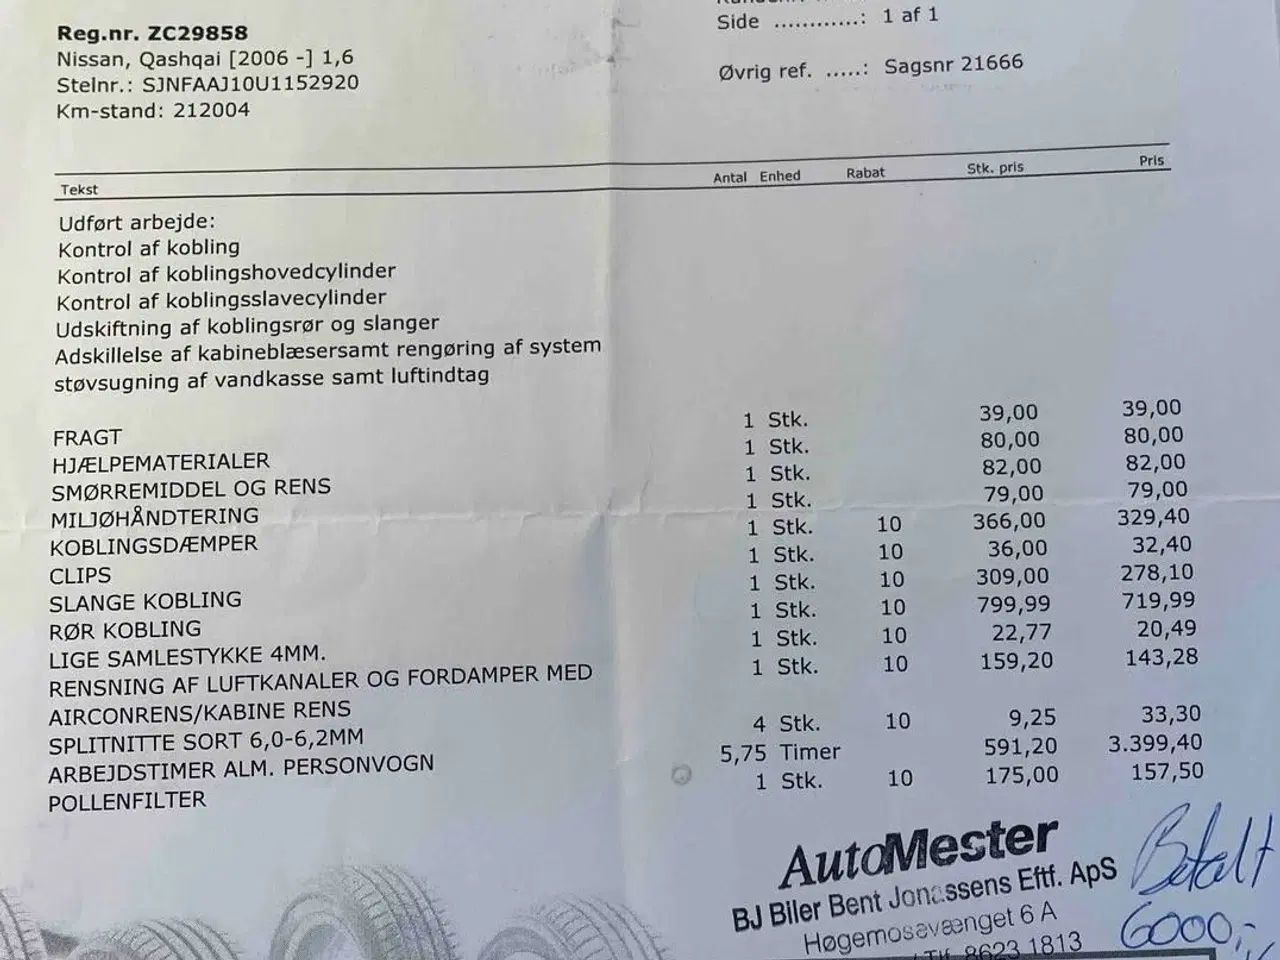 Reg.nr. ZC29858
Nissan, Qashqai [2006 -] 1,6
Stelnr.: SJNFAAJ10U1152920
Km-stand: 212004
Side ............: 1 af 1
Øvrig ref. .....: Sagsnr 21666
Tekst Antal Enhed Rabat Stk. pris Pris
Udført arbejde:
Kontrol af kobling
Kontrol af koblingshovedcylinder
Kontrol af koblingsslavecylinder
Udskiftning af koblingsrør og slanger
Adskillelse af kabineblæsersamt rengøring af system
støvsugning af vandkasse samt luftindtag
FRAGT 1 Stk. 39,00 39,00
HJÆLPEMATERIALER 1 Stk. 80,00 80,00
SMØRREMIDDEL OG RENS 1 Stk. 82,00 82,00
MILJØHÅNDTERING 1 Stk. 79,00 79,00
KOBLINGSDÆMPER 1 Stk. 10 366,00 329,40
CLIPS 1 Stk. 10 36,00 32,40
SLANGE KOBLING 1 Stk. 10 309,00 278,10
RØR KOBLING 1 Stk. 10 799,99 719,99
LIGE SAMLESTYKKE 4MM. 1 Stk. 10 22,77 20,49
RENSNING AF LUFTKANALER OG FORDAMPER MED 1 Stk. 10 159,20 143,28
AIRCONRENS/KABINE RENS
SPLITNITTE SORT 6,0-6,2MM 4 Stk. 10 9,25 33,30
ARBEJDSTIMER ALM. PERSONVOGN 5,75 Timer 591,20 3.399,40
POLLENFILTER 1 Stk. 10 175,00 157,50
AutoMester
BJ Biler Bent Jonassens Eftf. ApS
Høgemosevænget 6 A
Tlf. 8623 1813
Betalt
6000,-